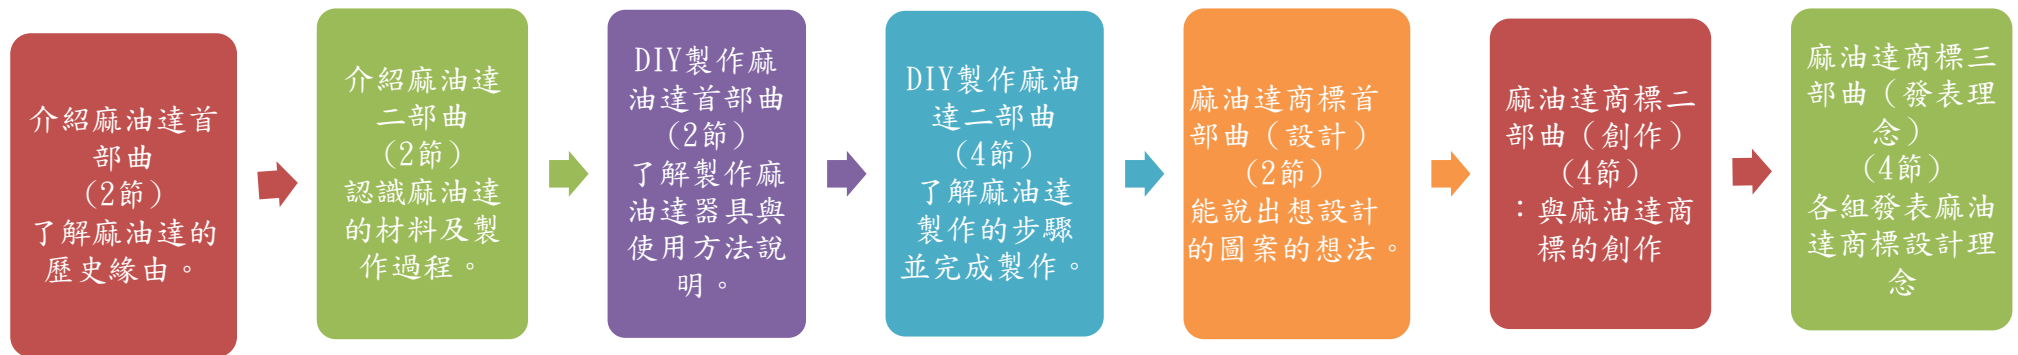 介紹麻油達首
部曲
(2節)
了解麻油達的
歷史緣由。
介紹麻油達
二部曲
(2節)
認識麻油達
的材料及製
作過程。
DIY製作麻
油達首部曲
(2節)
了解製作麻
油達器具與
使用方法說
明。
DIY製作麻油
達二部曲
(4節)
了解麻油達
製作的步驟
並完成製作。
麻油達商標首
部曲（設計）
(2節)
能說出想設計
的圖案的想法。
麻油達商標二
部曲（創作）
(4節)
：與麻油達商
標的創作
麻油達商標三
部曲（發表理
念）
(4節)
各組發表麻油
達商標設計理
念